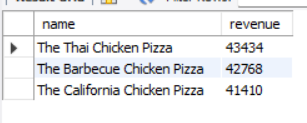 name revenue
The Thai Chicken Pizza 43434
The Barbecue Chicken Pizza 42768
The California Chicken Pizza 41410